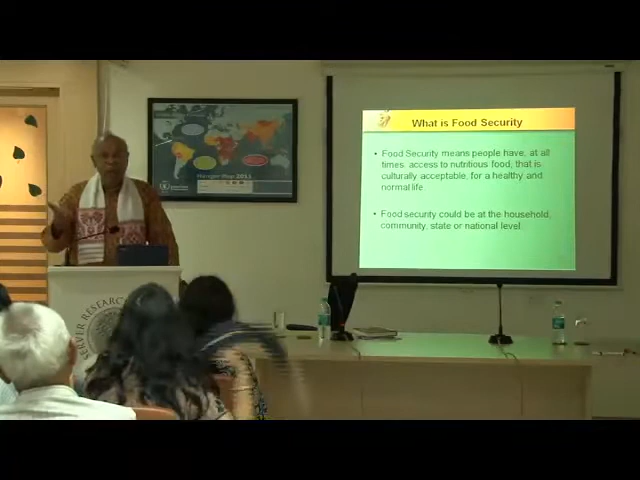 What is Food Security
• Food Security means people have, at all
times, access to nutritious food, that is
culturally acceptable, for a healthy and
normal life
• Food security could be at the household,
community, state or national level.
Hunger Map 2011
SERVER RESEARCH